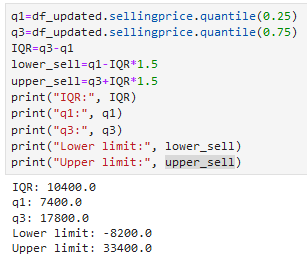 q1=df_updated.sellingprice.quantile(0.25)
q3=df_updated.sellingprice.quantile(0.75)
IQR=q3-q1
lower_sell=q1-IQR*1.5
upper_sell=q3+IQR*1.5
print("IQR:", IQR)
print("q1:", q1)
print("q3:", q3)
print("Lower limit:", lower_sell)
print("Upper limit:", upper_sell)
IQR: 10400.0
q1: 7400.0
q3: 17800.0
Lower limit: -8200.0
Upper limit: 33400.0